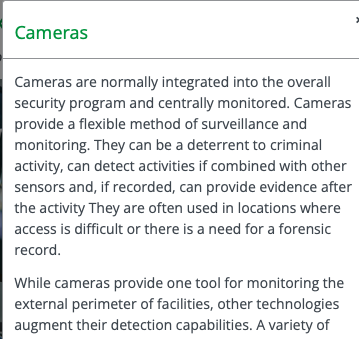 Cameras
Cameras are normally integrated into the overall
security program and centrally monitored. Cameras
provide a flexible method of surveillance and
monitoring. They can be a deterrent to criminal
activity, can detect activities if combined with other
sensors and, if recorded, can provide evidence after
the activity They are often used in locations where
access is difficult or there is a need for a forensic
record.
While cameras provide one tool for monitoring the
external perimeter of facilities, other technologies
augment their detection capabilities. A variety of